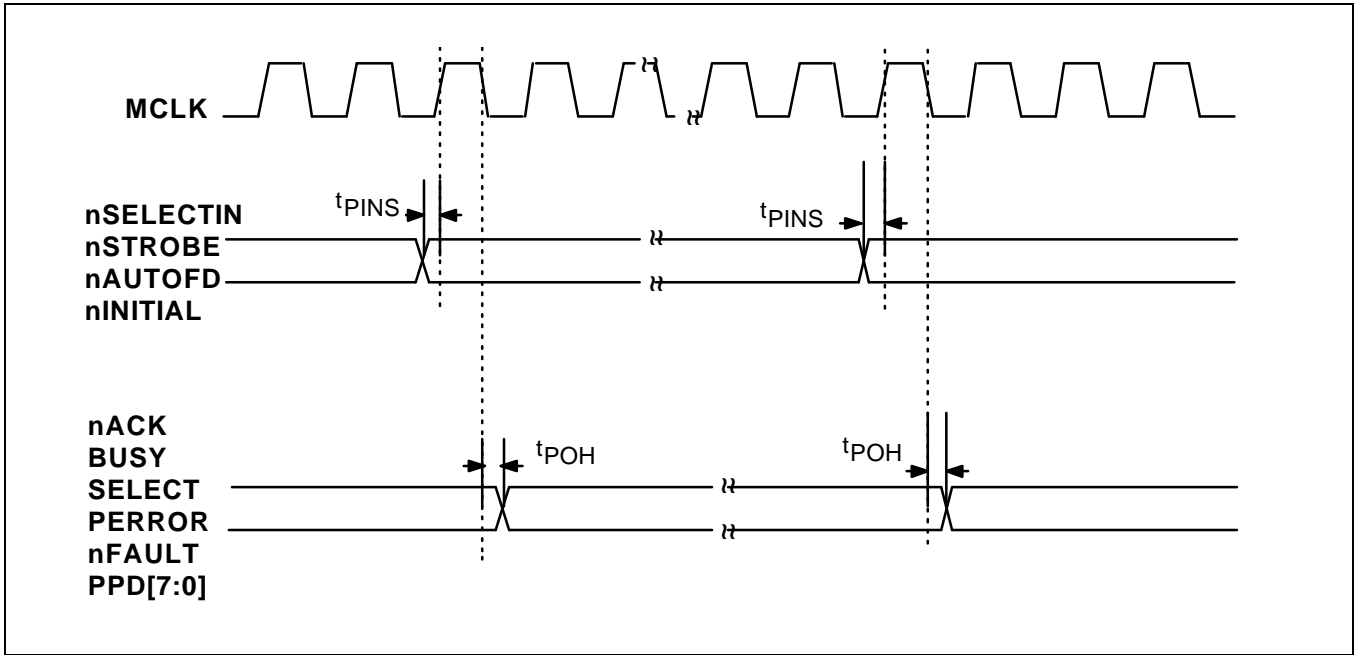 MCLK
nSELECTIN
nSTROBE
nAUTOFD
nINITIAL
tPINS
tPINS
nACK
BUSY
SELECT
PERROR
nFAULT
PPD[7:0]
tPOH
tPOH